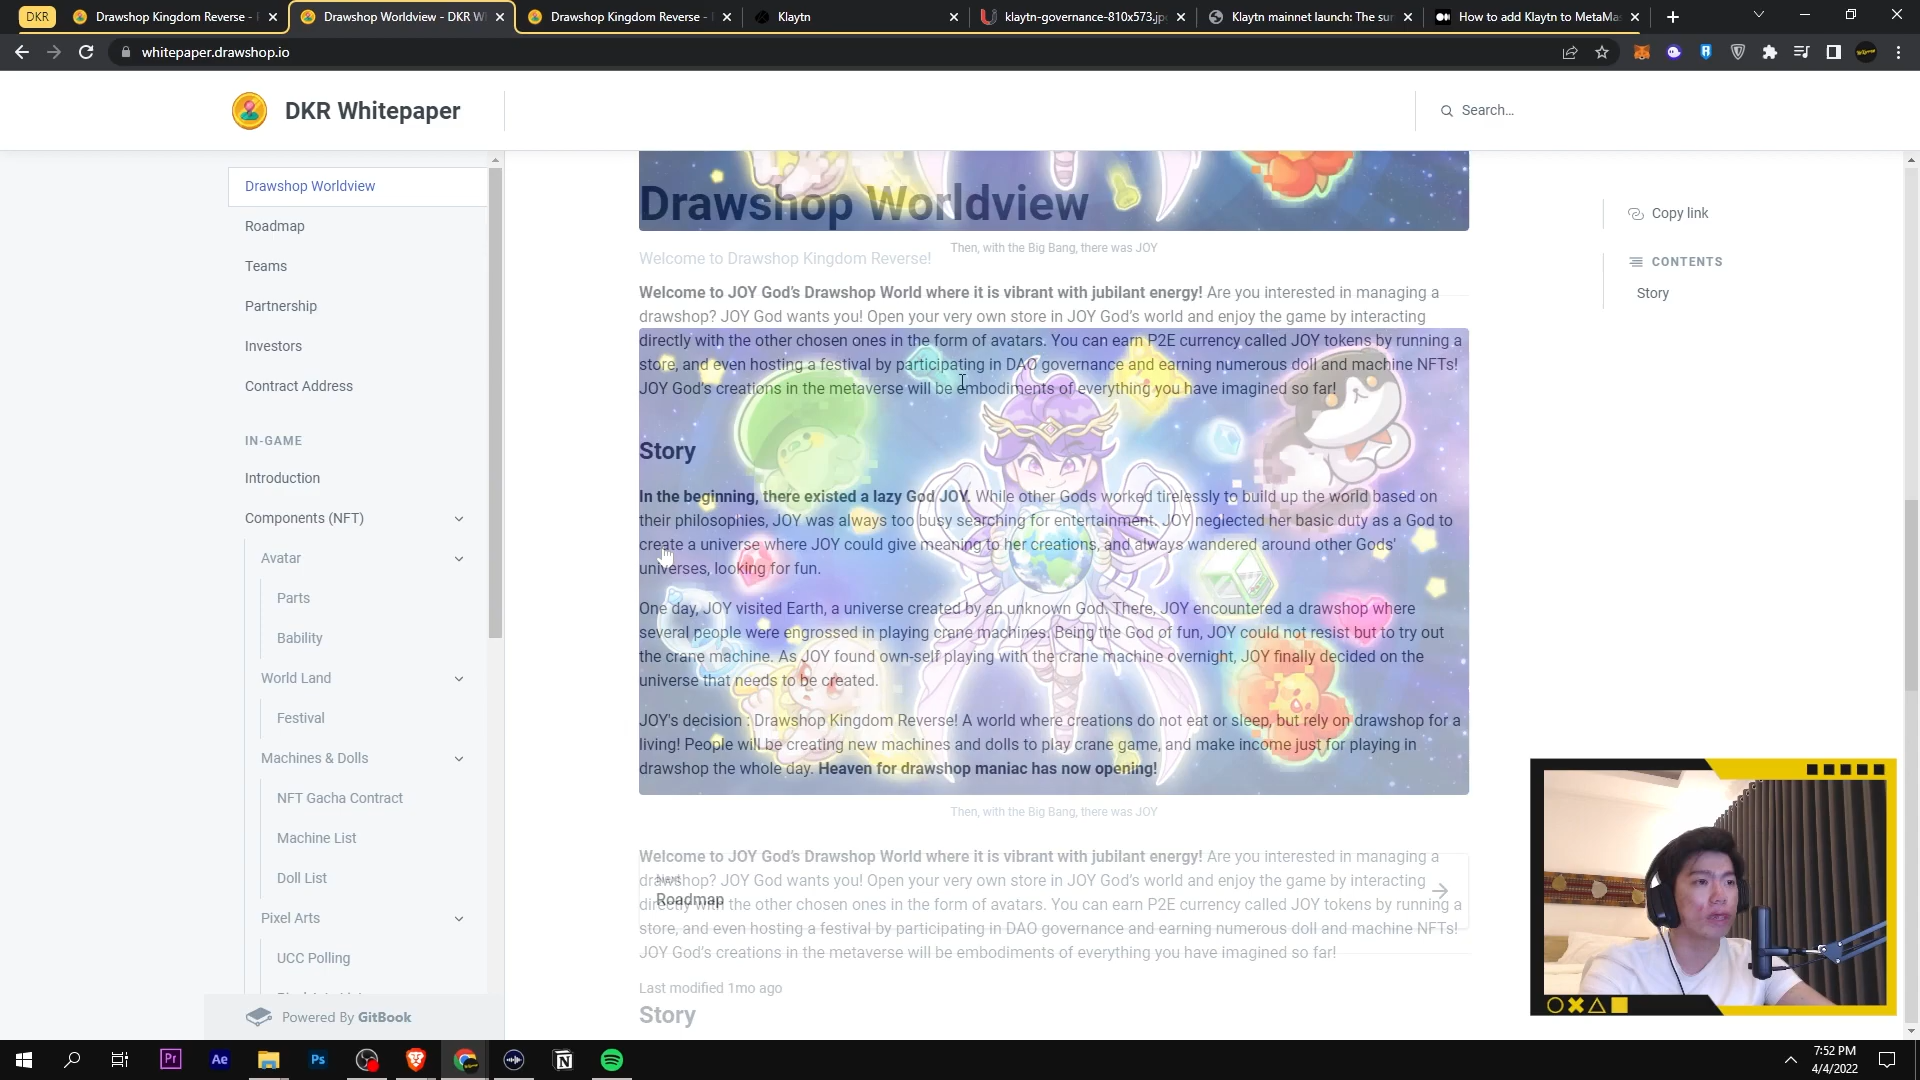 DKR
Drawshop Kingdom Reverse -
Drawshop Worldview - DKR W
Drawshop Kingdom Reverse -
Klaytn
klaytn-governance-810x573.jp
Klaytn mainnet launch: The sur
How to add Klaytn to MetaMa
whitepaper.drawshop.io
DKR Whitepaper
Search...
Drawshop Worldview
Roadmap
Teams
Partnership
Investors
Contract Address
IN-GAME
Introduction
Components (NFT)
Avatar
Parts
Bability
World Land
Festival
Machines & Dolls
NFT Gacha Contract
Machine List
Doll List
Pixel Arts
UCC Polling
Powered By GitBook
Drawshop Worldview
Then, with the Big Bang, there was JOY
Welcome to Drawshop Kingdom Reverse!
Welcome to JOY God's Drawshop World where it is vibrant with jubilant energy! Are you interested in managing a
drawshop? JOY God wants you! Open your very own store in JOY God's world and enjoy the game by interacting
directly with the other chosen ones in the form of avatars. You can earn P2E currency called JOY tokens by running a
store, and even hosting a festival by participating in DAO governance and earning numerous doll and machine NFTs!
JOY God's creations in the metaverse will be embodiments of everything you have imagined so far!
Story
In the beginning, there existed a lazy God JOY. While other Gods worked tirelessly to build up the world based on
their philosophies, JOY was always too busy searching for entertainment. JOY neglected her basic duty as a God to
create a universe where JOY could give meaning to her creations, and always wandered around other Gods'
universes, looking for fun.
One day, JOY visited Earth, a universe created by an unknown God. There, JOY encountered a drawshop where
several people were engrossed in playing crane machines. Being the God of fun, JOY could not resist but to try out
the crane machine. As JOY found own-self playing with the crane machine overnight, JOY finally decided on the
universe that needs to be created.
JOY's decision : Drawshop Kingdom Reverse! A world where creations do not eat or sleep, but rely on drawshop for a
living! People will be creating new machines and dolls to play crane game, and make income just for playing in
drawshop the whole day. Heaven for drawshop maniac has now opening!
Then, with the Big Bang, there was JOY
Welcome to JOY God's Drawshop World where it is vibrant with jubilant energy! Are you interested in managing a
drawshop? JOY God wants you! Open your very own store in JOY God's world and enjoy the game by interacting
directly with the other chosen ones in the form of avatars. You can earn P2E currency called JOY tokens by running a
store, and even hosting a festival by participating in DAO governance and earning numerous doll and machine NFTs!
JOY God's creations in the metaverse will be embodiments of everything you have imagined so far!
Next
Roadmap
Last modified 1mo ago
Story
Copy link
CONTENTS
Story
Pr
Ae
Ps
7:52 PM
4/4/2022